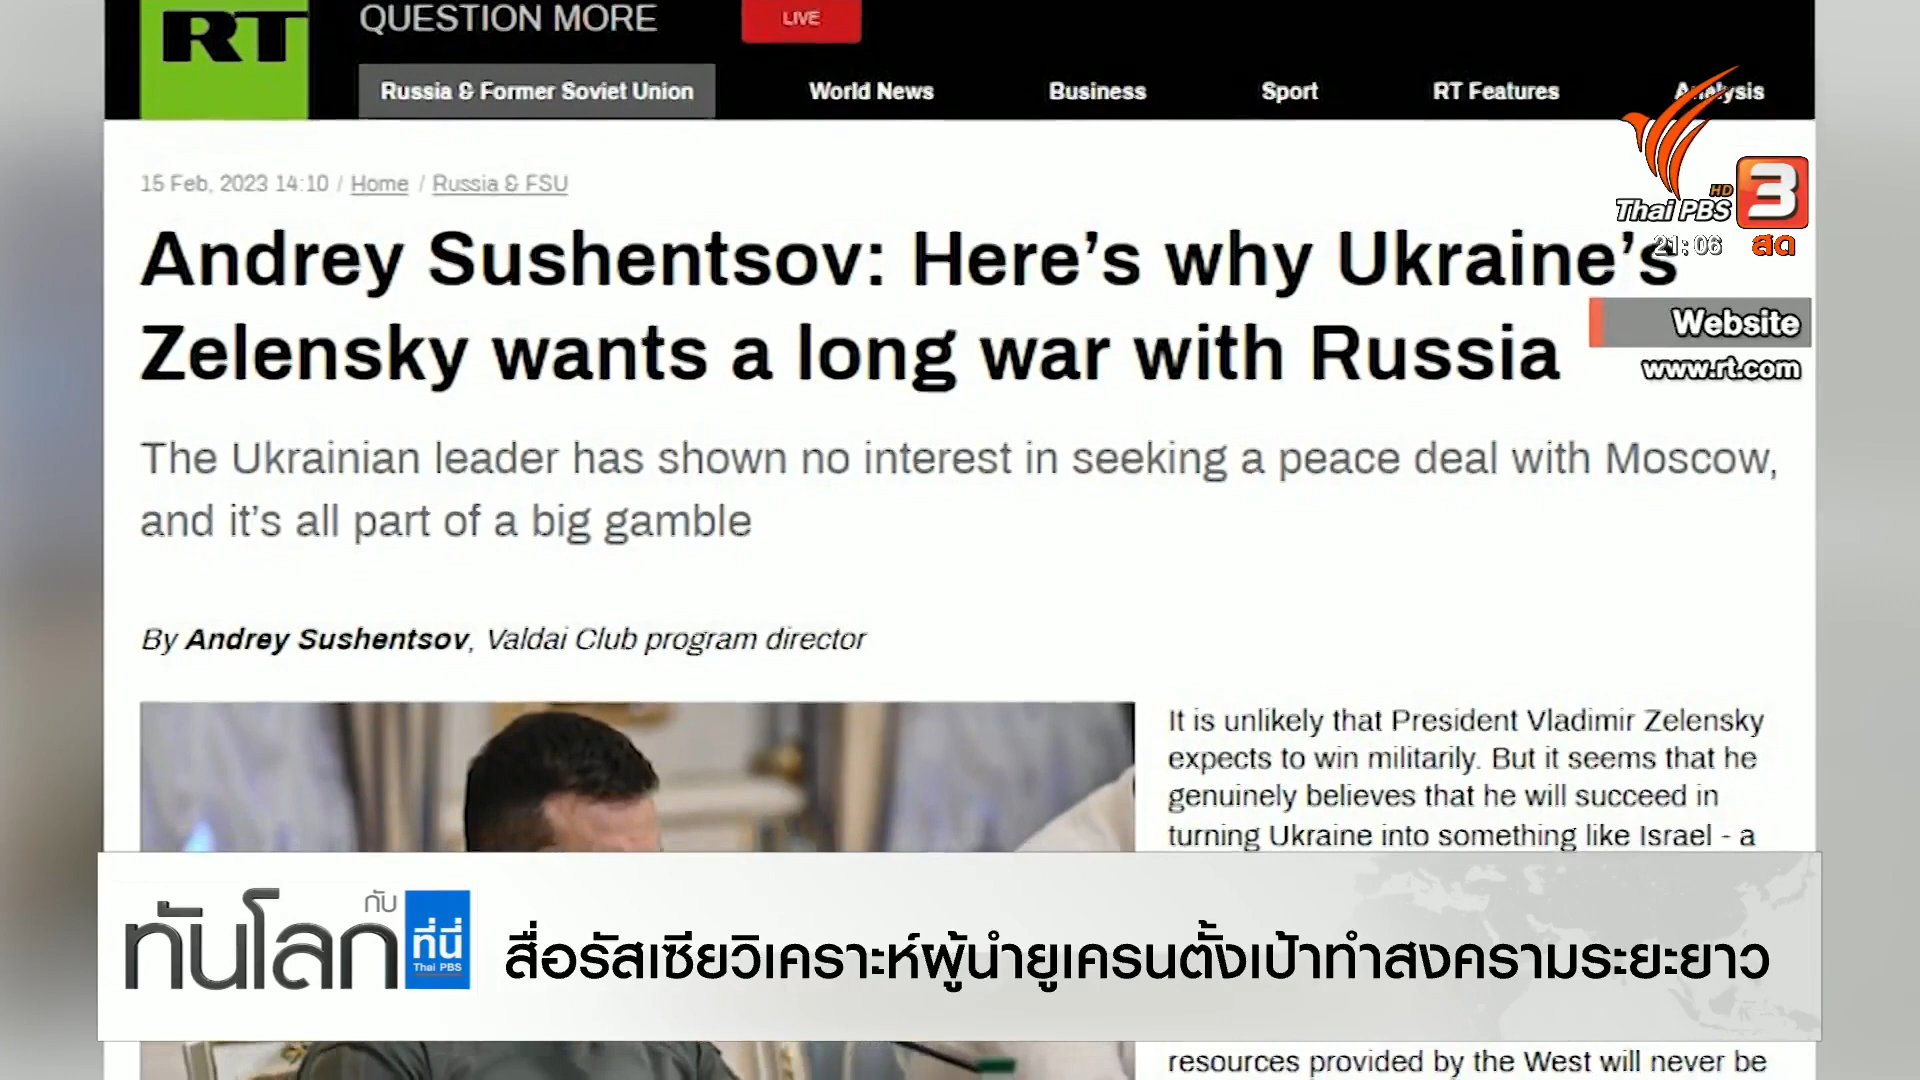 RT
QUESTION MORE
LIVE
Russia & Former Soviet Union
World News
Business
Sport
RT Features
Analysis
15 Feb, 2023 14:10 / Home / Russia & FSU
Thai PBS HD 3
21:06 สด
Andrey Sushentsov: Here’s why Ukraine’s
Zelensky wants a long war with Russia
Website
www.rt.com
The Ukrainian leader has shown no interest in seeking a peace deal with Moscow,
and it’s all part of a big gamble
By Andrey Sushentsov, Valdai Club program director
It is unlikely that President Vladimir Zelensky
expects to win militarily. But it seems that he
genuinely believes that he will succeed in
turning Ukraine into something like Israel - a
ทันโลก กับ ที่นี่ Thai PBS
สื่อรัสเซียวิเคราะห์ผู้นำยูเครนตั้งเป้าทำสงครามระยะยาว
resources provided by the West will never be